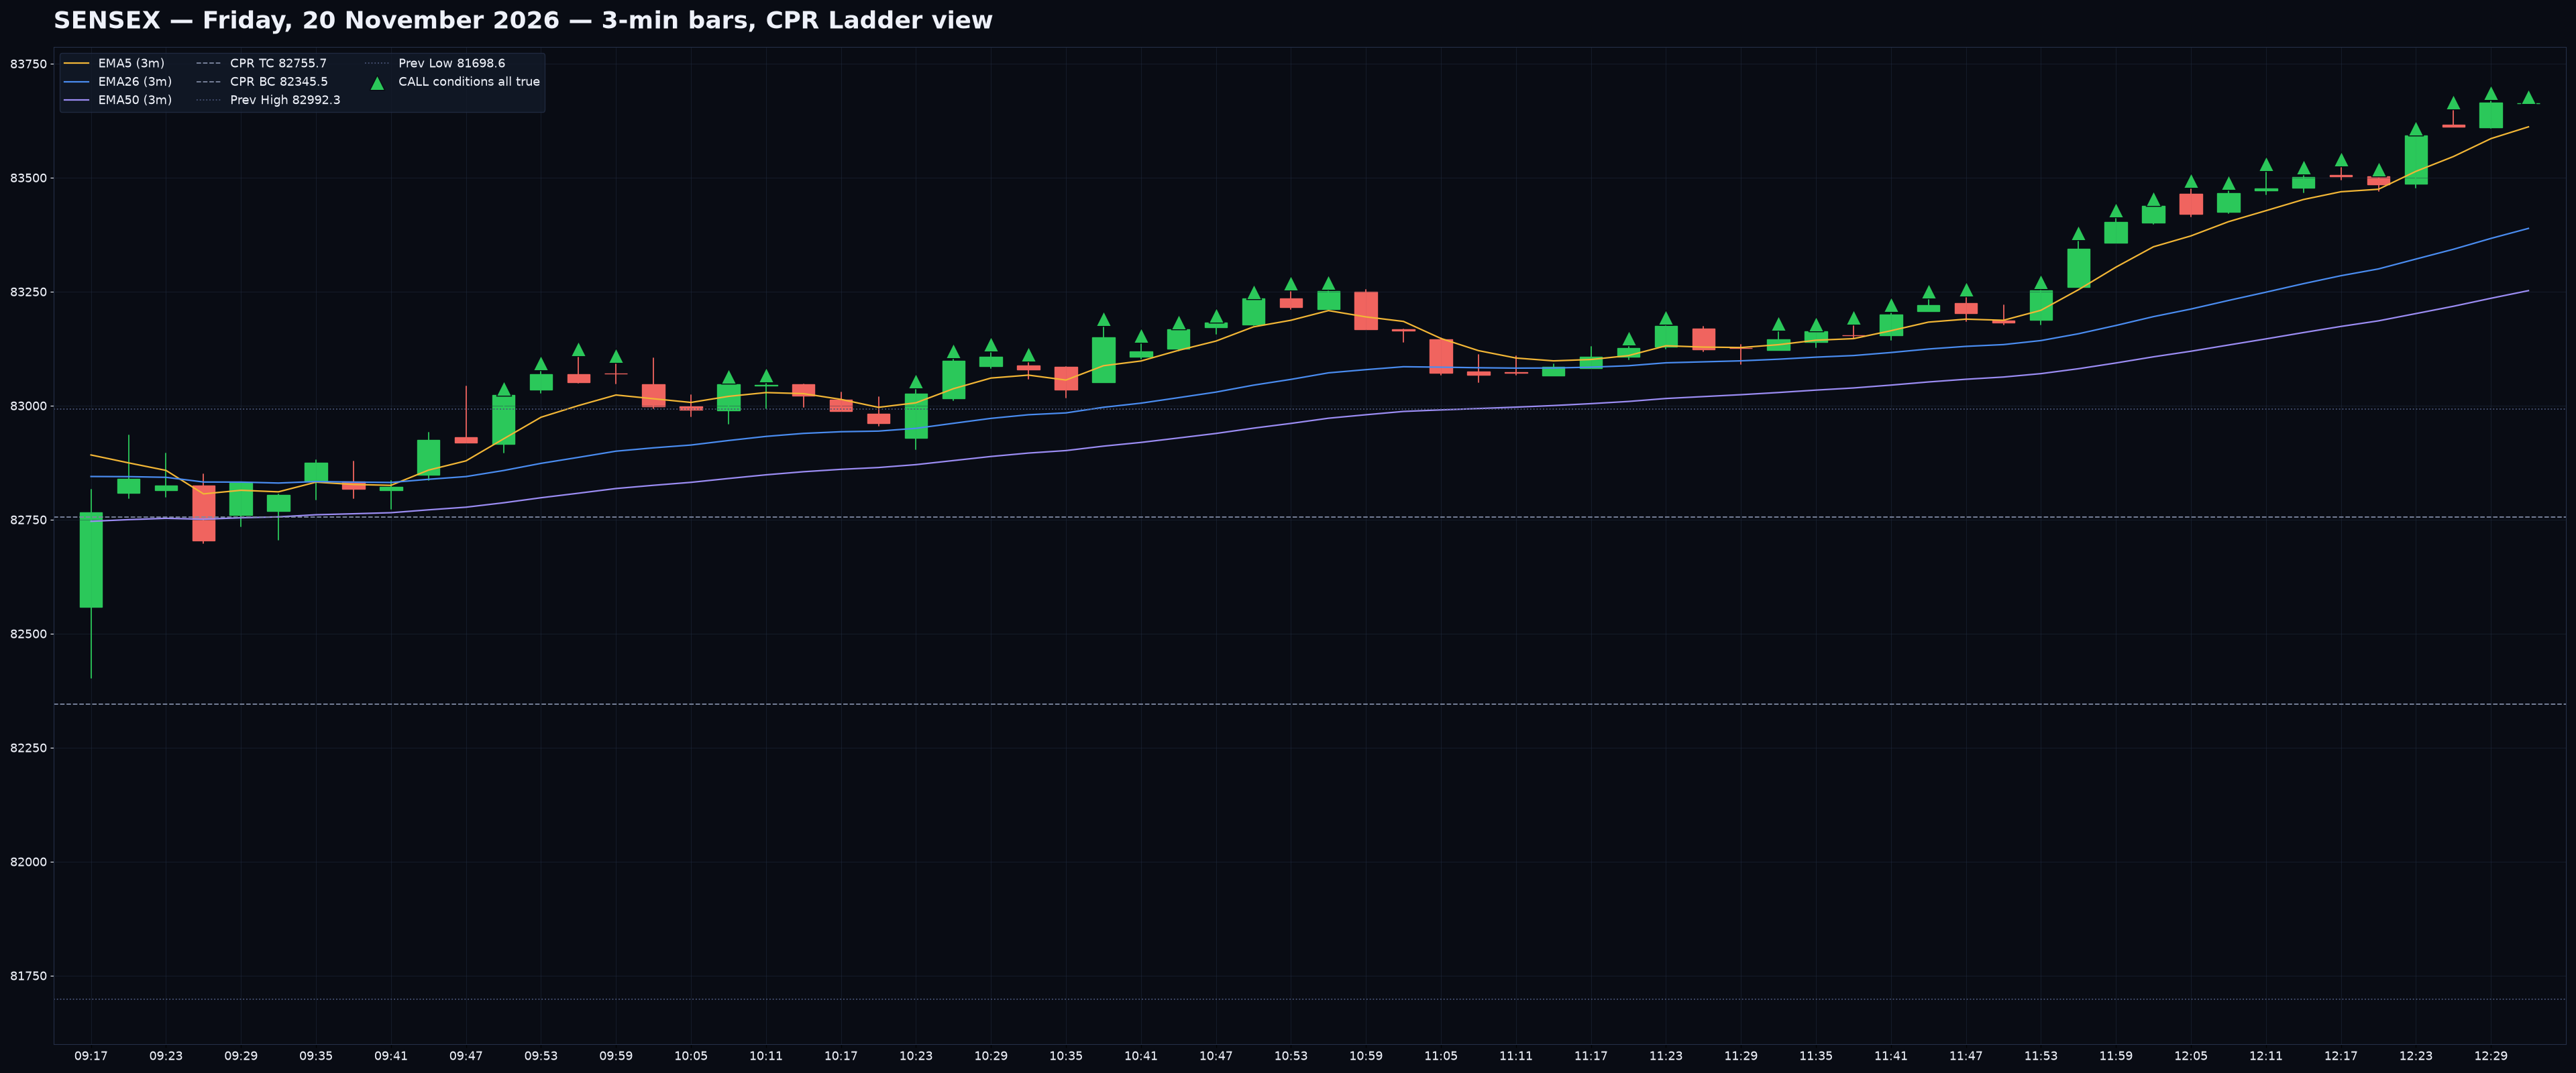 SENSEX — Friday, 20 November 2026 — 3-min bars, CPR Ladder view
EMA5 (3m) CPR TC 82755.7 Prev Low 81698.6
EMA26 (3m) CPR BC 82345.5 CALL conditions all true
EMA50 (3m) Prev High 82992.3
83750
83500
83250
83000
82750
82500
82250
82000
81750
09:17 09:23 09:29 09:35 09:41 09:47 09:53 09:59 10:05 10:11 10:17 10:23 10:29 10:35 10:41 10:47 10:53 10:59 11:05 11:11 11:17 11:23 11:29 11:35 11:41 11:47 11:53 11:59 12:05 12:11 12:17 12:23 12:29